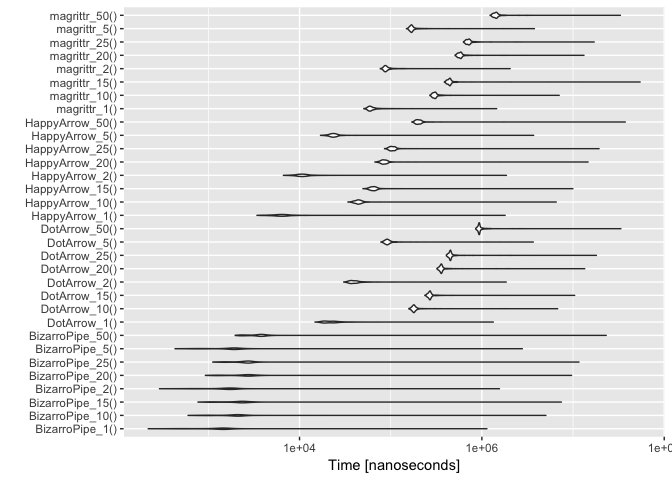 magrittr_50()
magrittr_5()
magrittr_25()
magrittr_20()
magrittr_2()
magrittr_15()
magrittr_10()
magrittr_1()
HappyArrow_50()
HappyArrow_5()
HappyArrow_25()
HappyArrow_20()
HappyArrow_2()
HappyArrow_15()
HappyArrow_10()
HappyArrow_1()
DotArrow_50()
DotArrow_5()
DotArrow_25()
DotArrow_20()
DotArrow_2()
DotArrow_15()
DotArrow_10()
DotArrow_1()
BizarroPipe_50()
BizarroPipe_5()
BizarroPipe_25()
BizarroPipe_20()
BizarroPipe_2()
BizarroPipe_15()
BizarroPipe_10()
BizarroPipe_1()
1e+04 1e+06 1e+0
Time [nanoseconds]